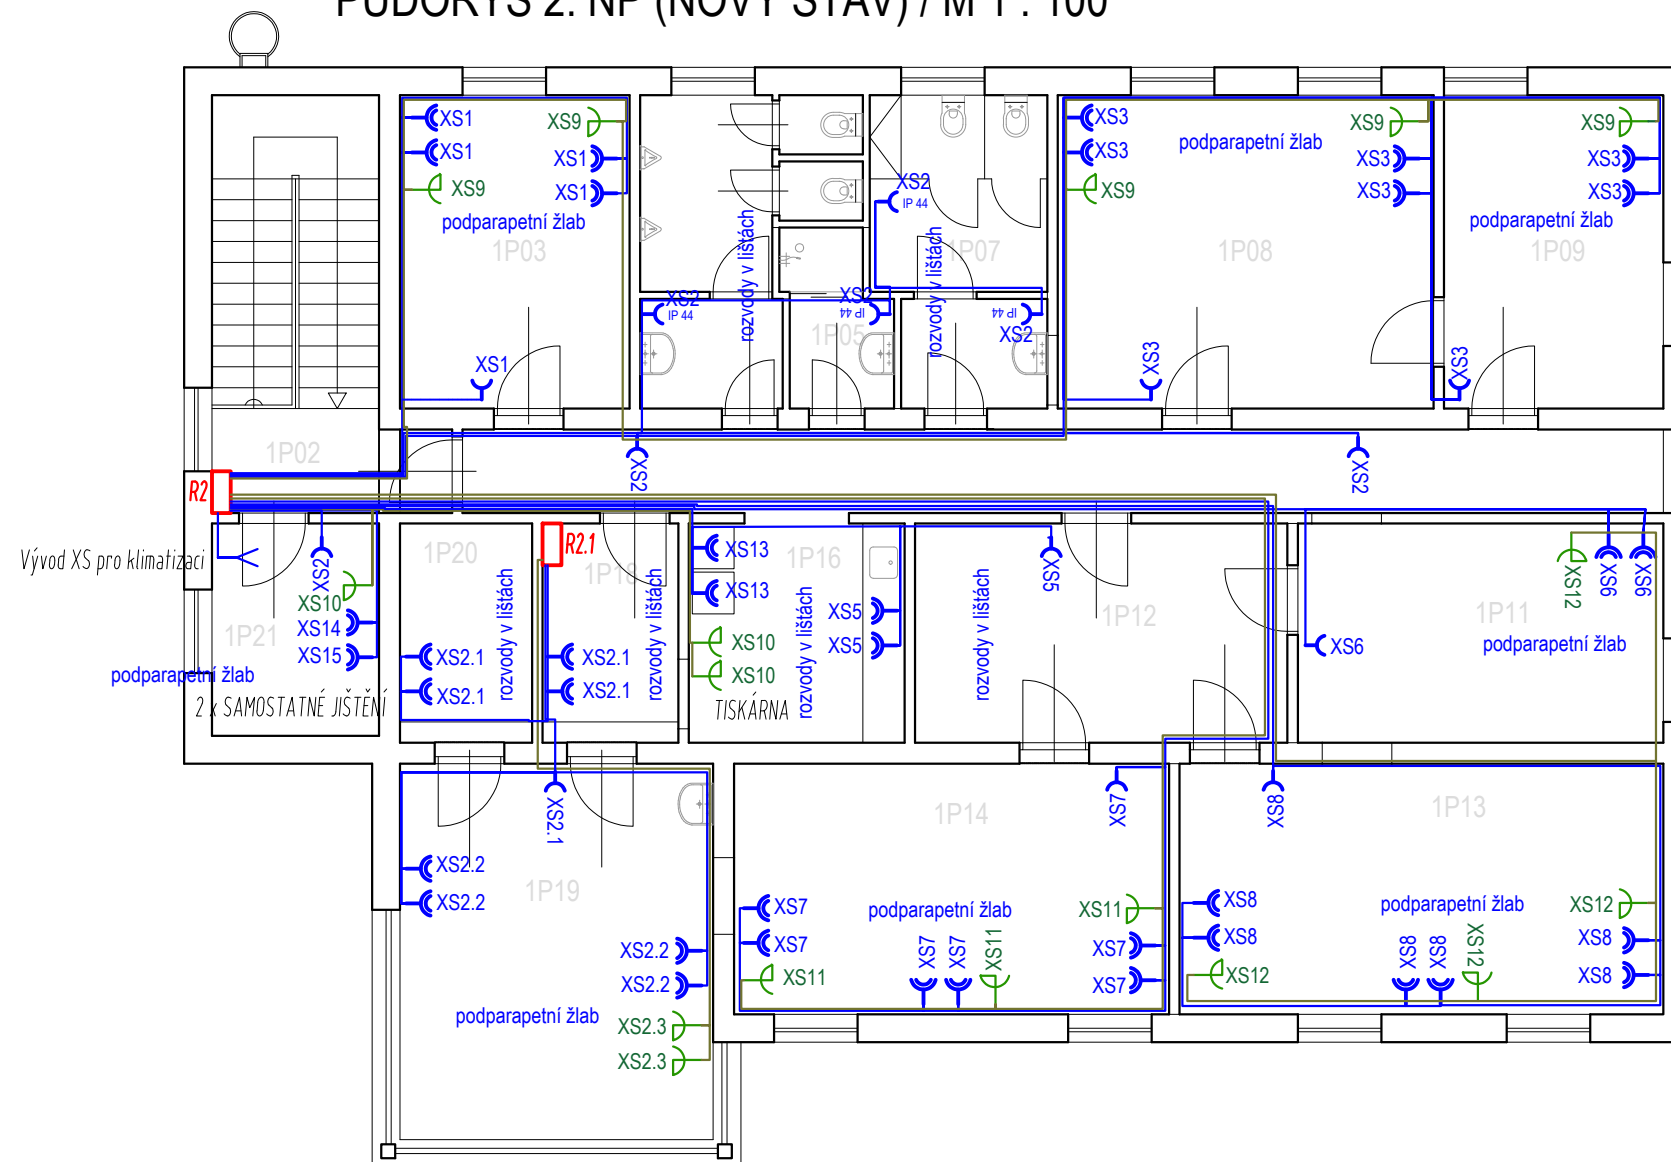 PŮDORYS 2. NP (NOVÝ STAV) / M 1 : 100
XS1
XS1
XS9
XS9
XS1
XS1
podparapetní žlab
1P03
XS1
rozvody v lištách
XS2
IP 44
XS2
IP 44
1P05
XS2
IP 44
rozvody v lištách
1P07
IP 44
XS2
XS3
XS3
XS9
podparapetní žlab
XS9
XS3
XS3
1P08
XS3
XS9
XS3
XS3
podparapetní žlab
1P09
XS3
1P02
R2
XS2
XS2
Vývod XS pro klimatizaci
XS2
XS10
XS14
XS15
1P21
podparapetní žlab
2 x SAMOSTATNÉ JIŠTĚNÍ
1P20
XS2.1
XS2.1
rozvody v lištách
R2.1
1P18
XS2.1
XS2.1
rozvody v lištách
XS13
XS13
XS10
XS10
TISKÁRNA
1P16
rozvody v lištách
XS5
XS5
XS5
1P12
rozvody v lištách
XS6
XS12
XS6
XS6
1P11
podparapetní žlab
XS2.1
XS2.2
XS2.2
1P19
XS2.2
XS2.2
podparapetní žlab
XS2.3
XS2.3
1P14
XS7
XS7
XS7
XS11
podparapetní žlab
XS7
XS7
XS11
XS11
XS7
XS7
XS8
1P13
XS8
XS8
XS12
podparapetní žlab
XS8
XS8
XS12
XS12
XS8
XS8